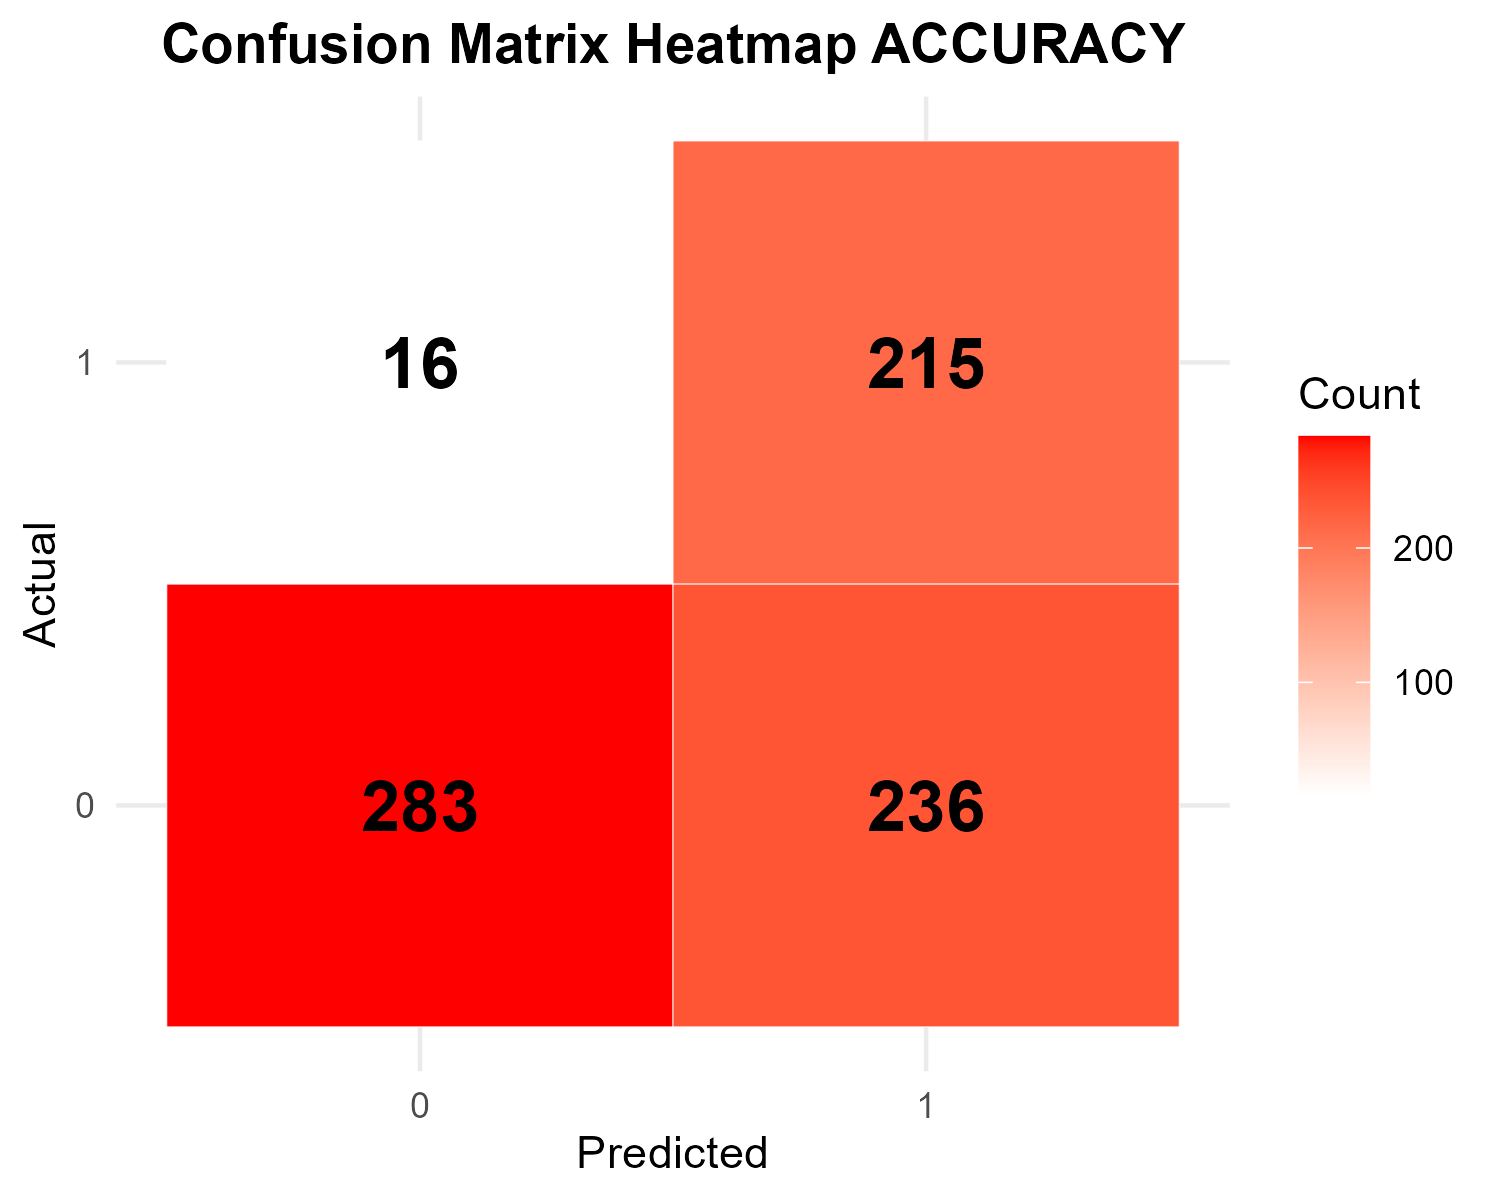 Confusion Matrix Heatmap ACCURACY
16
215
1
Count
200
Actual
100
283
236
0
0
1
Predicted